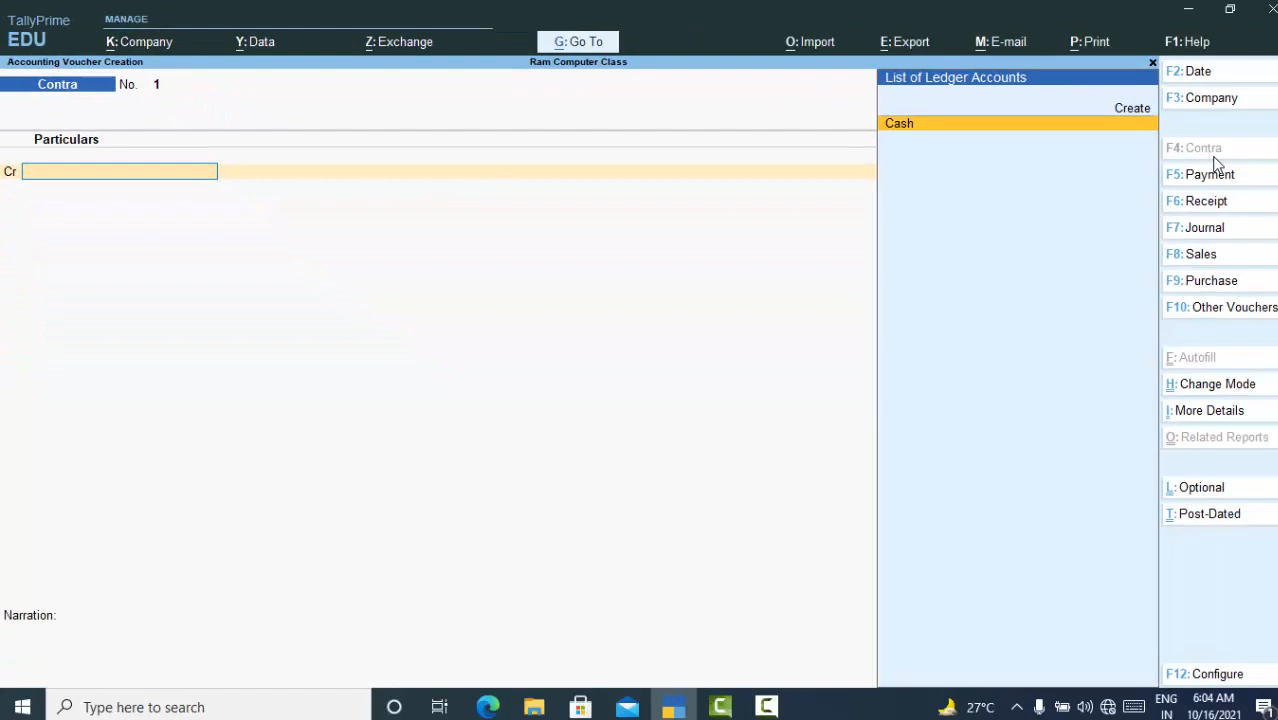 TallyPrime
EDU
MANAGE
K: Company
Y: Data
Z: Exchange
G: Go To
O: Import
E: Export
M: E-mail
P: Print
F1: Help
Accounting Voucher Creation
Ram Computer Class
Contra No. 1
Particulars
Cr
Narration:
List of Ledger Accounts
Create
Cash
F2: Date
F3: Company
F4: Contra
F5: Payment
F6: Receipt
F7: Journal
F8: Sales
F9: Purchase
F10: Other Vouchers
F: Autofill
H: Change Mode
I: More Details
O: Related Reports
L: Optional
T: Post-Dated
F12: Configure
Type here to search
27°C
ENG
IN
6:04 AM
10/16/2021